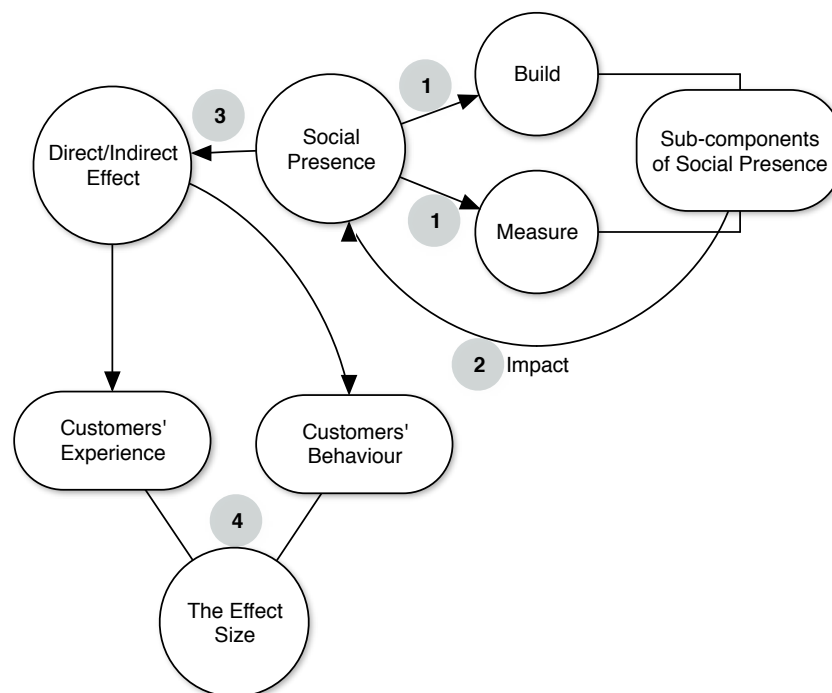 Build
1
3
Social
Presence
Direct/Indirect
Effect
Sub-components
of Social Presence
1
Measure
2 Impact
Customers'
Experience
Customers'
Behaviour
4
The Effect
Size